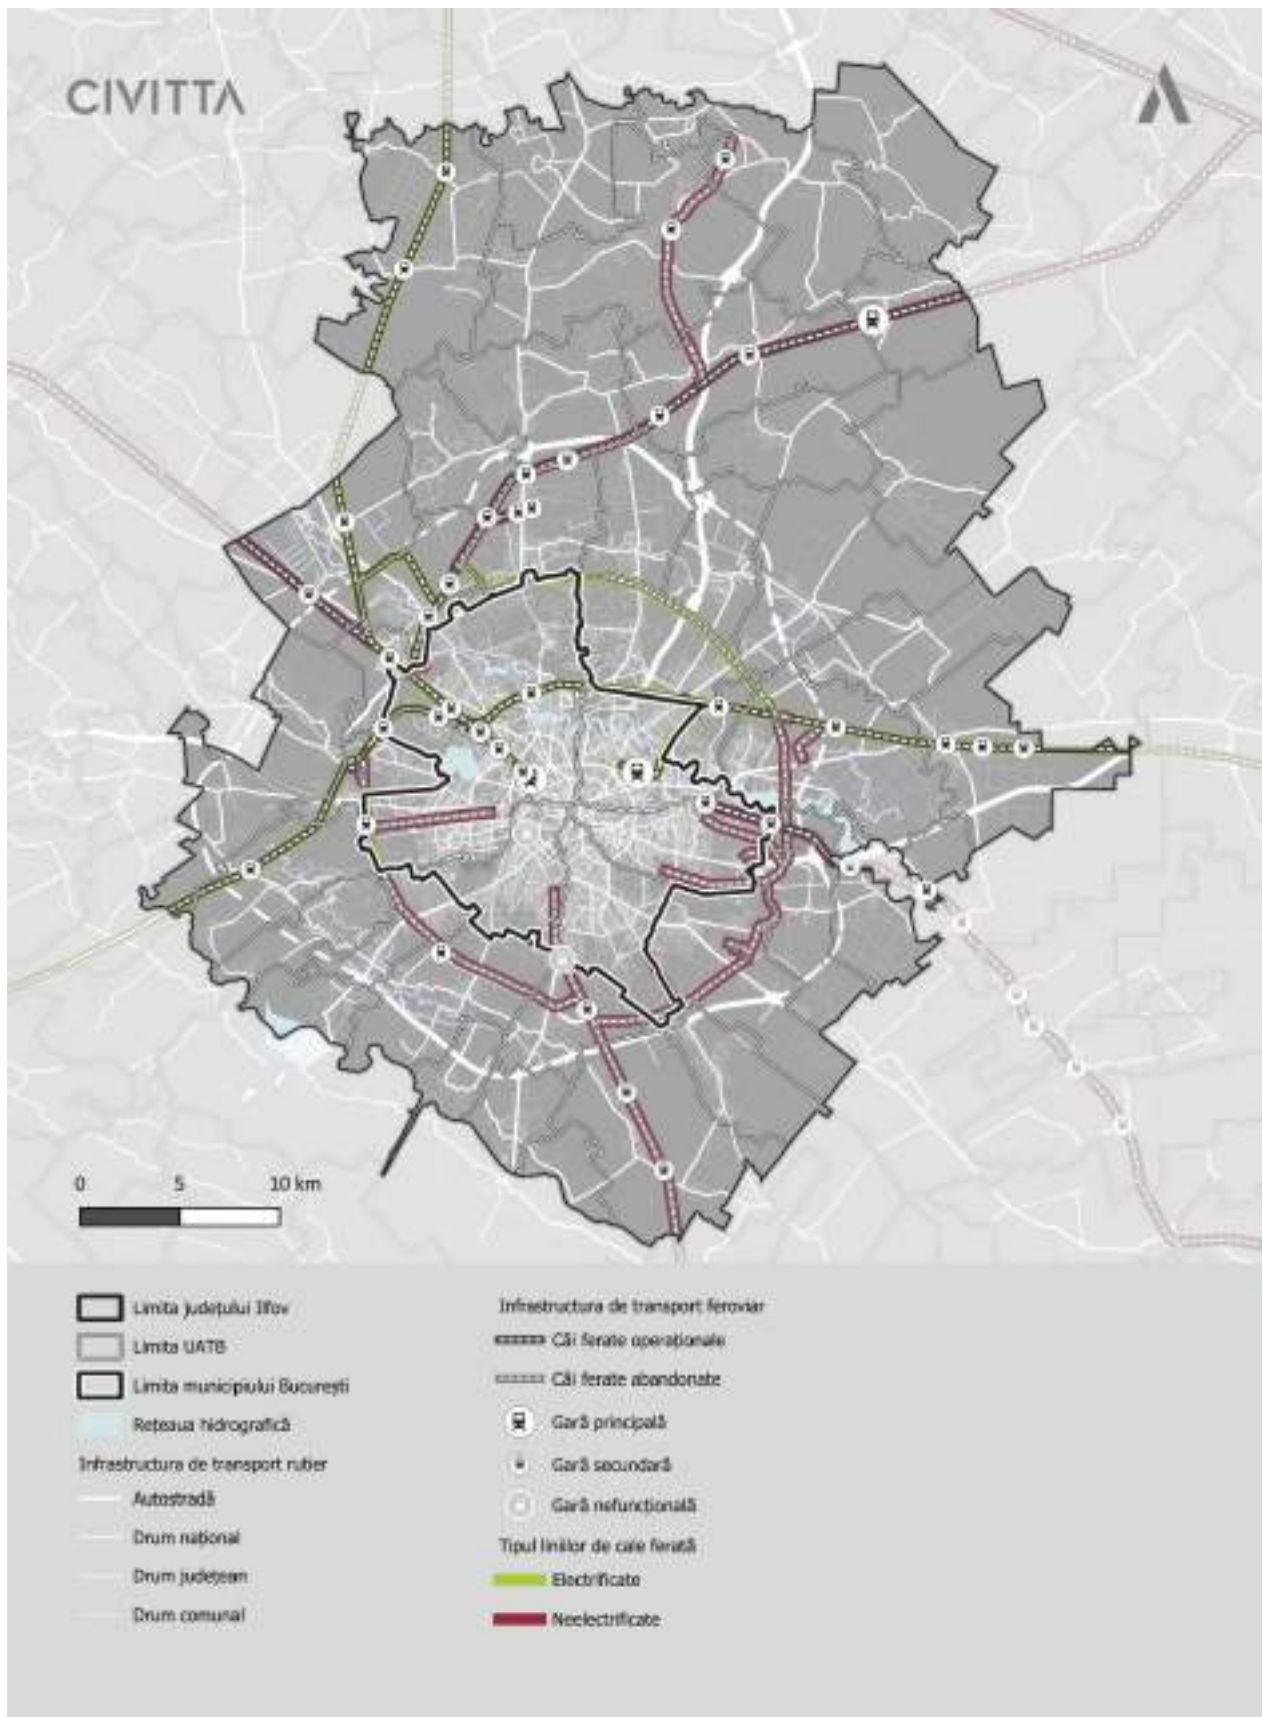 CIVITTA
0 5 10 km
Limita județului Ilfov
Limita UATB
Limita municipiului București
Rețeaua hidrografică
Infrastructura de transport rutier
Autostradă
Drum național
Drum județean
Drum comunal
Infrastructura de transport feroviar
Căi ferate operaționale
Căi ferate abandonate
Gară principală
Gară secundară
Gară nefuncțională
Tipul liniilor de cale ferată
Electrificate
Neelectrificate